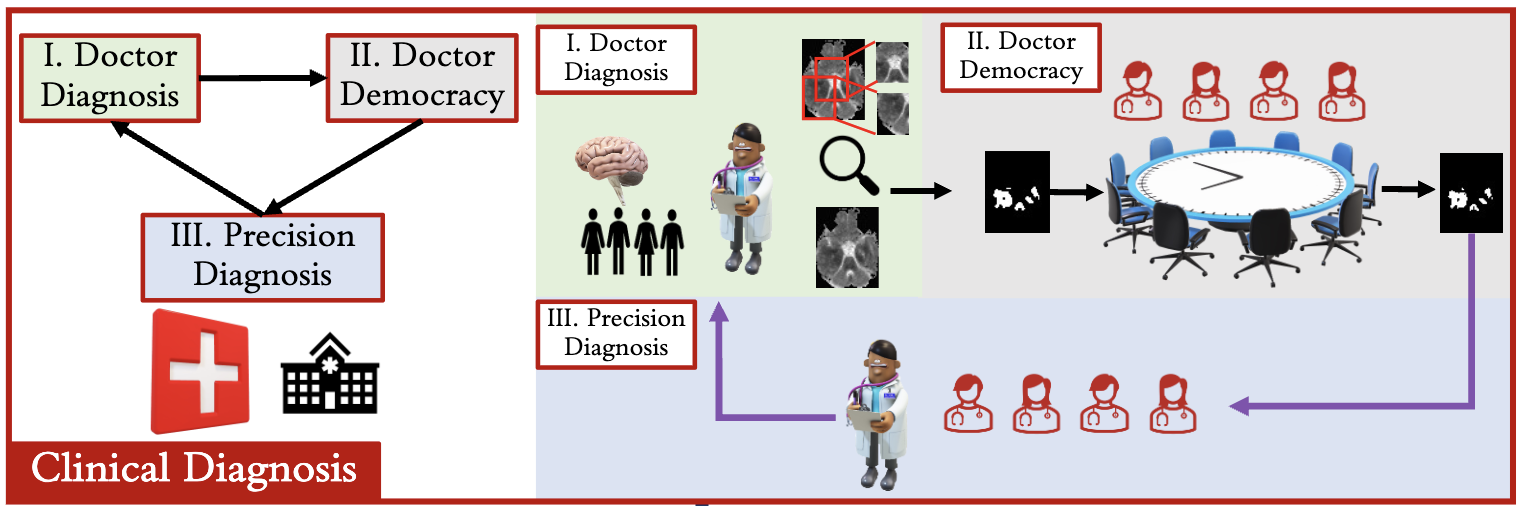 I. Doctor
Diagnosis
II. Doctor
Democracy
III. Precision
Diagnosis
Clinical Diagnosis
I. Doctor
Diagnosis
II. Doctor
Democracy
III. Precision
Diagnosis